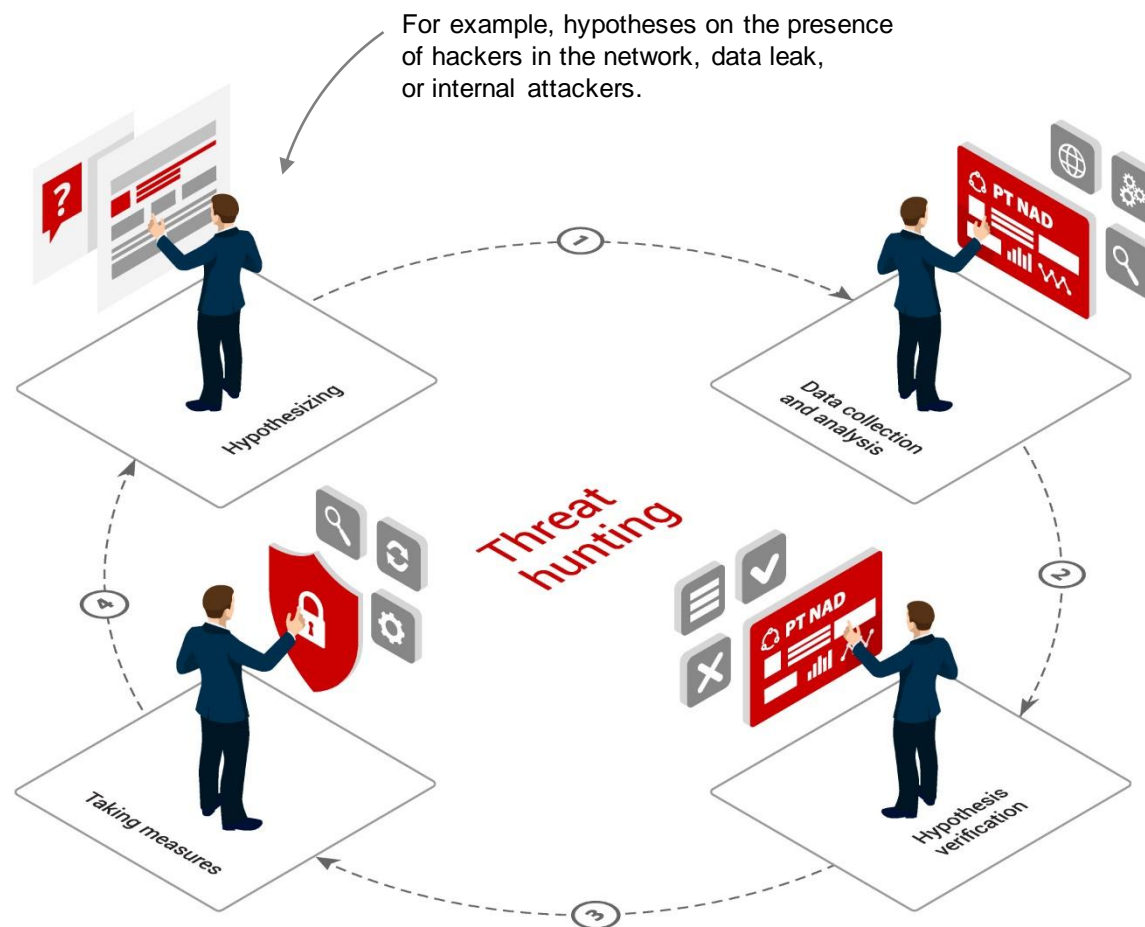 For example, hypotheses on the presence
of hackers in the network, data leak,
or internal attackers.
?
PT NAD
1
Hypothesizing
Data collection
and analysis
Threat
hunting
2
4
PT NAD
Taking measures
Hypothesis
verification
3